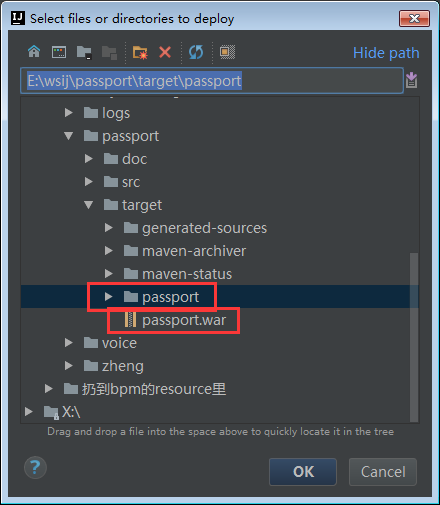 Select files or directories to deploy
Hide path
E:\wsij\passport\target\passport
logs
passport
doc
src
target
generated-sources
maven-archiver
maven-status
passport
passport.war
voice
zheng
扔到bpm的resource里
X:\
Drag and drop a file into the space above to quickly locate it in the tree
?
OK
Cancel